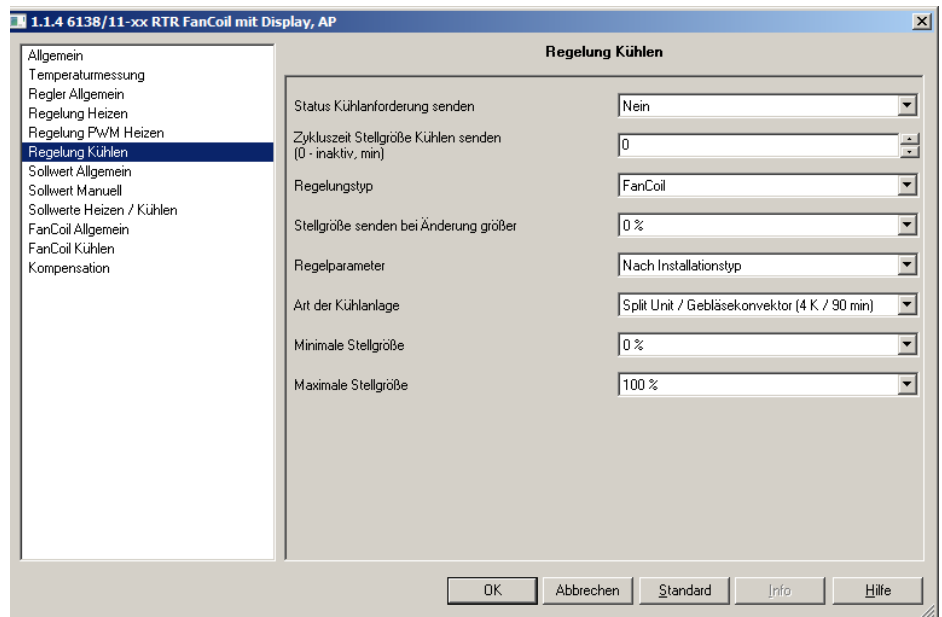 1.1.4 6138/11-xx RTR FanCoil mit Display, AP
Allgemein
Temperaturmessung
Regler Allgemein
Regelung Heizen
Regelung PWM Heizen
Regelung Kühlen
Sollwert Allgemein
Sollwert Manuell
Sollwerte Heizen / Kühlen
FanCoil Allgemein
FanCoil Kühlen
Kompensation
Regelung Kühlen
Status Kühlanforderung senden
Nein
Zykluszeit Stellgröße Kühlen senden
(0 - inaktiv, min)
0
Regelungstyp
FanCoil
Stellgröße senden bei Änderung größer
0 %
Regelparameter
Nach Installationstyp
Art der Kühlanlage
Split Unit / Gebläsekonvektor (4 K / 90 min)
Minimale Stellgröße
0 %
Maximale Stellgröße
100 %
OK
Abbrechen
Standard
Info
Hilfe